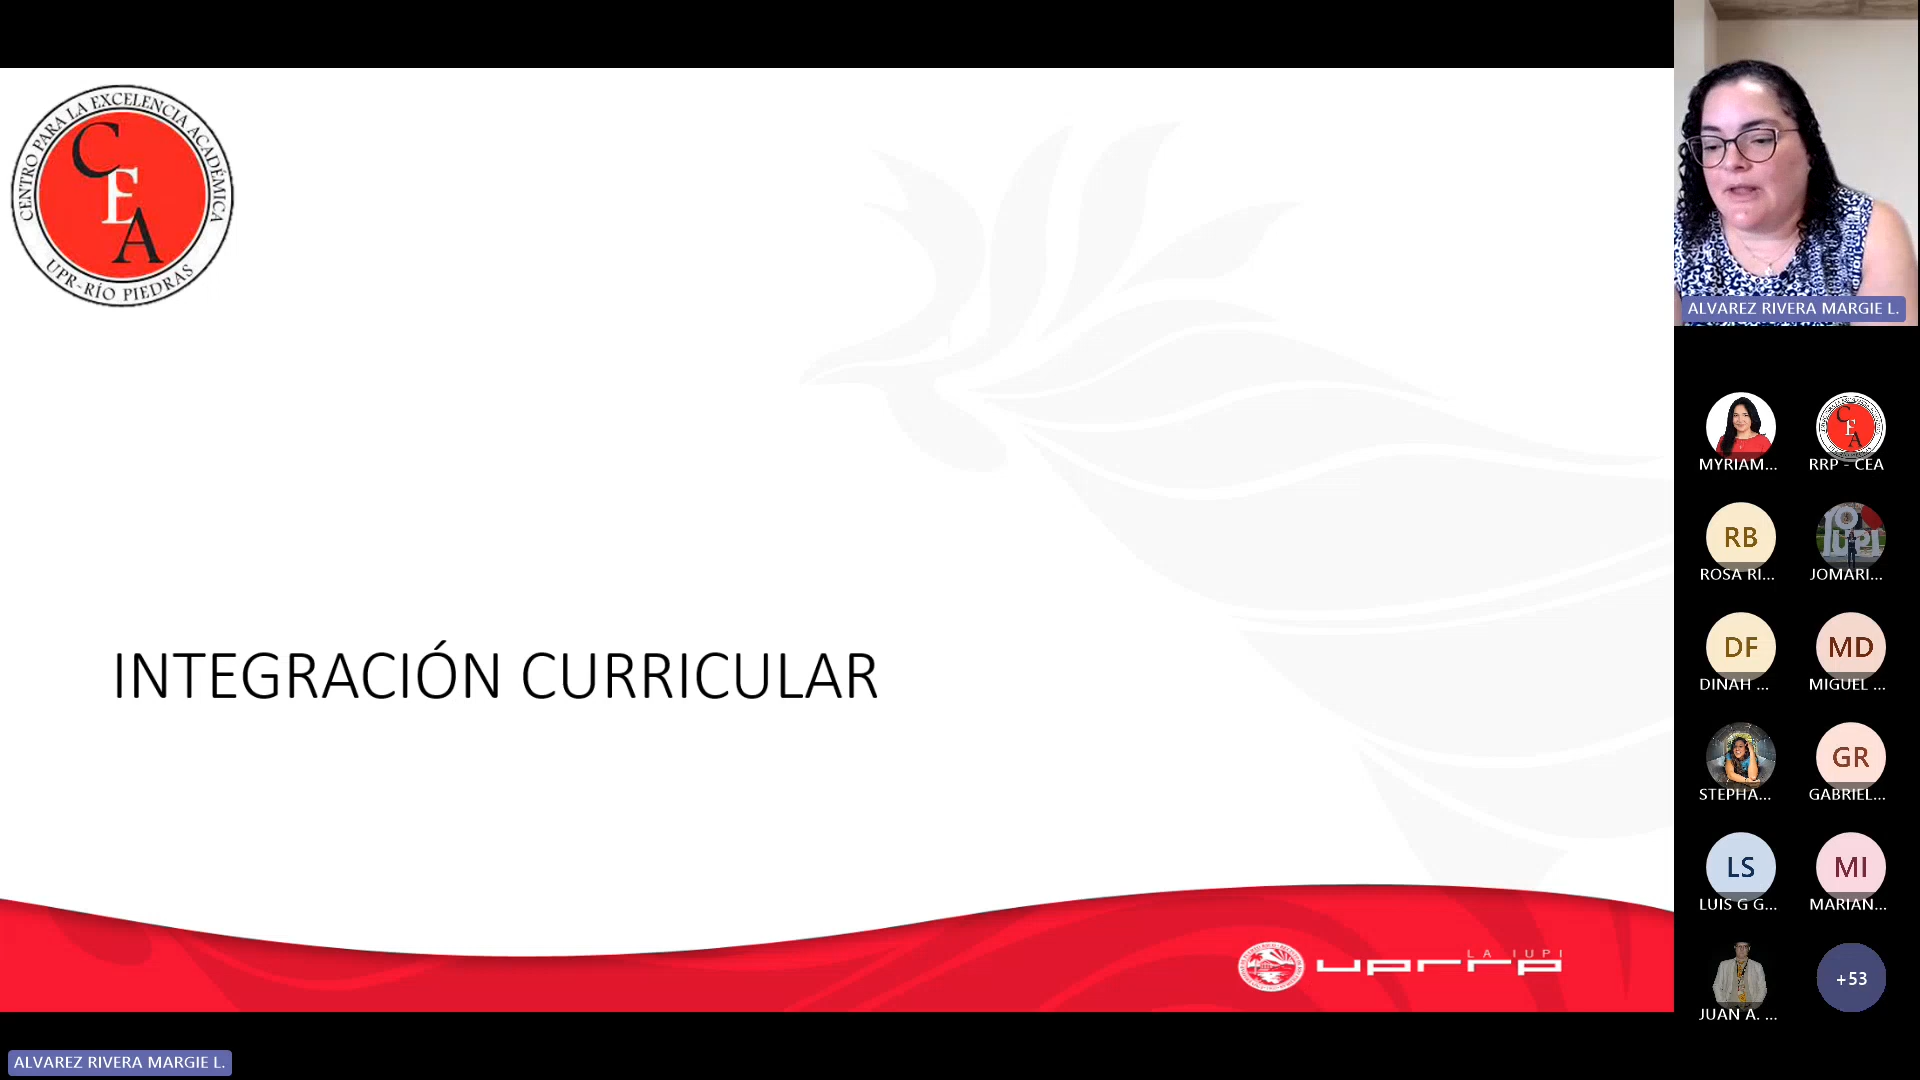 CENTRO PARA LA EXCELENCIA ACADÉMICA
CEA
UPR-RÍO PIEDRAS
INTEGRACIÓN CURRICULAR
LA IUPI
uprrp
ALVAREZ RIVERA MARGIE L.
ALVAREZ RIVERA MARGIE L.
MYRIAM...
RRP - CEA
RB
ROSA RI...
JOMARI...
DF
DINAH ...
MD
MIGUEL ...
STEPHA...
GR
GABRIEL...
LS
LUIS G G...
MI
MARIAN...
JUAN A. ...
+53